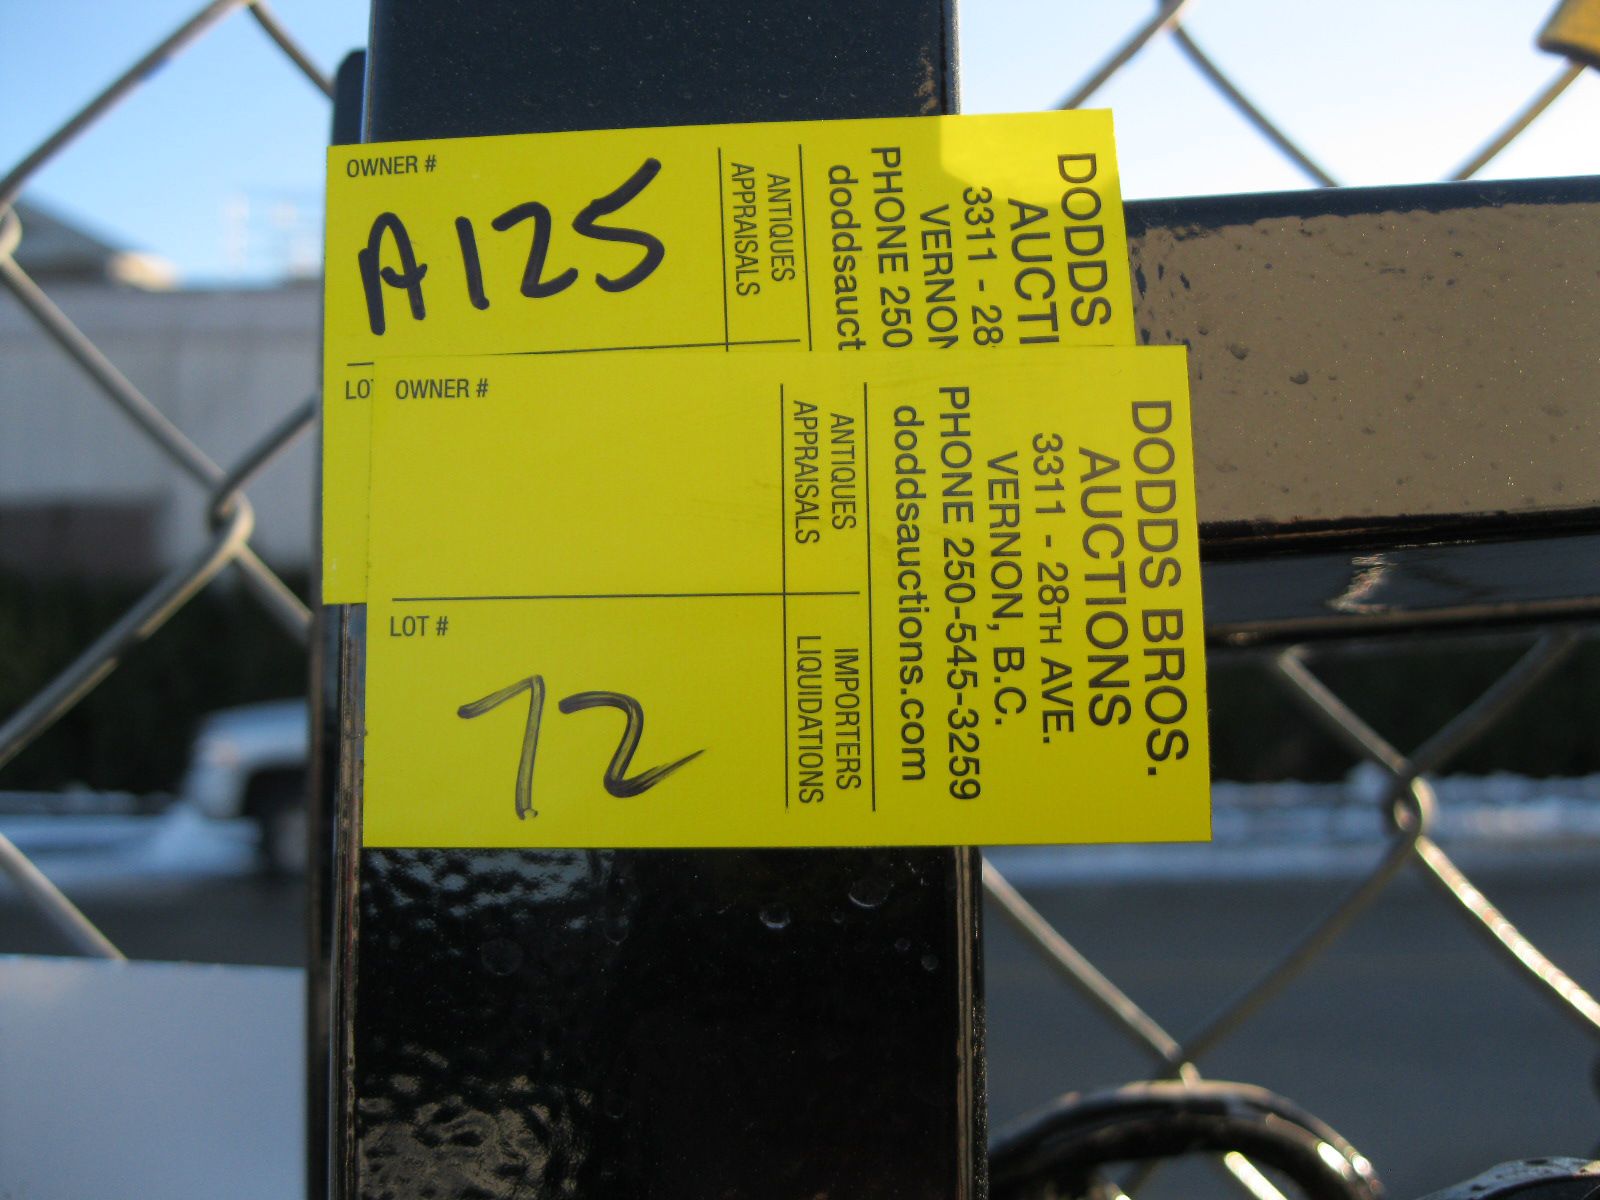 OWNER #
A125
ANTIQUES
APPRAISALS
DODDS
AUCTI
3311 - 28
VERNON
PHONE 250
doddsauct
LOT
OWNER #
LOT #
72
ANTIQUES
APPRAISALS
IMPORTERS
LIQUIDATIONS
DODDS BROS.
AUCTIONS
3311 - 28TH AVE.
VERNON, B.C.
PHONE 250-545-3259
doddsauctions.com